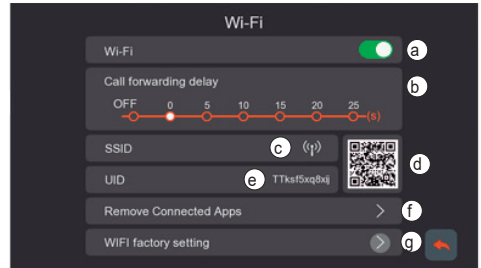 Wi-Fi
Wi-Fi a
Call forwarding delay b
OFF 0 5 10 15 20 25 (s)
SSID c d
UID e TTksf5xq8xij
Remove Connected Apps f
WIFI factory setting g